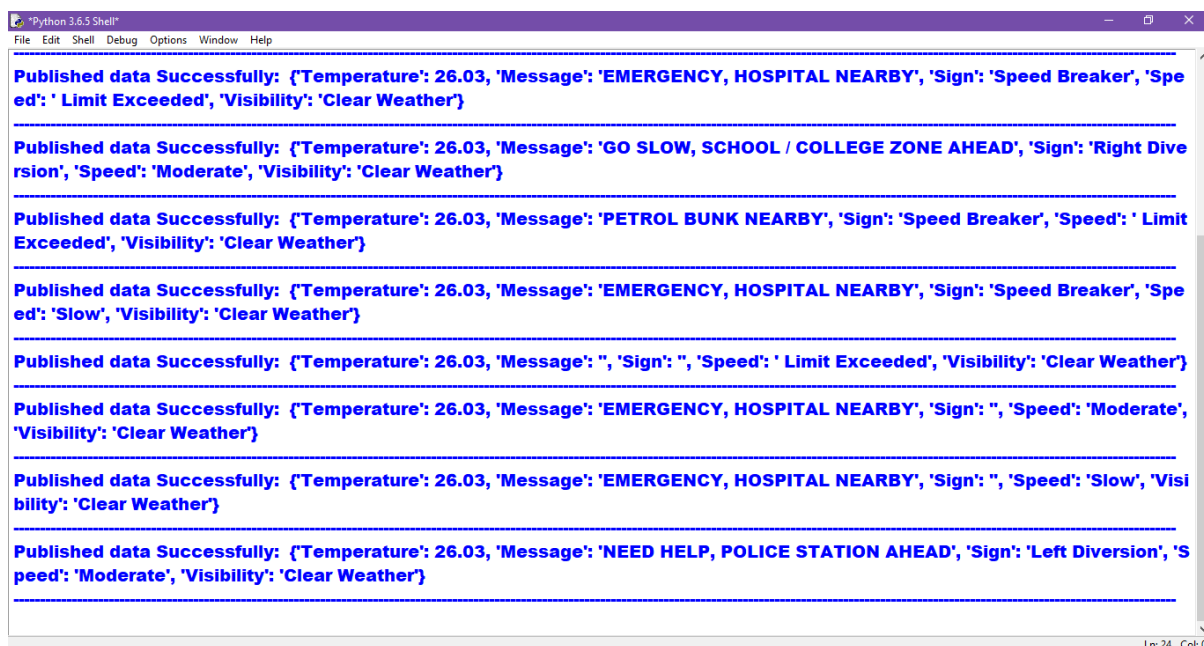 *Python 3.6.5 Shell*
File Edit Shell Debug Options Window Help
Published data Successfully:  {'Temperature': 26.03, 'Message': 'EMERGENCY, HOSPITAL NEARBY', 'Sign': 'Speed Breaker', 'Spe
ed': ' Limit Exceeded', 'Visibility': 'Clear Weather'}
Published data Successfully:  {'Temperature': 26.03, 'Message': 'GO SLOW, SCHOOL / COLLEGE ZONE AHEAD', 'Sign': 'Right Dive
rsion', 'Speed': 'Moderate', 'Visibility': 'Clear Weather'}
Published data Successfully:  {'Temperature': 26.03, 'Message': 'PETROL BUNK NEARBY', 'Sign': 'Speed Breaker', 'Speed': ' Limit
Exceeded', 'Visibility': 'Clear Weather'}
Published data Successfully:  {'Temperature': 26.03, 'Message': 'EMERGENCY, HOSPITAL NEARBY', 'Sign': 'Speed Breaker', 'Spe
ed': 'Slow', 'Visibility': 'Clear Weather'}
Published data Successfully:  {'Temperature': 26.03, 'Message': '', 'Sign': '', 'Speed': ' Limit Exceeded', 'Visibility': 'Clear Weather'}
Published data Successfully:  {'Temperature': 26.03, 'Message': 'EMERGENCY, HOSPITAL NEARBY', 'Sign': '', 'Speed': 'Moderate',
'Visibility': 'Clear Weather'}
Published data Successfully:  {'Temperature': 26.03, 'Message': 'EMERGENCY, HOSPITAL NEARBY', 'Sign': '', 'Speed': 'Slow', 'Visi
bility': 'Clear Weather'}
Published data Successfully:  {'Temperature': 26.03, 'Message': 'NEED HELP, POLICE STATION AHEAD', 'Sign': 'Left Diversion', 'S
peed': 'Moderate', 'Visibility': 'Clear Weather'}
Ln: 24 Col: